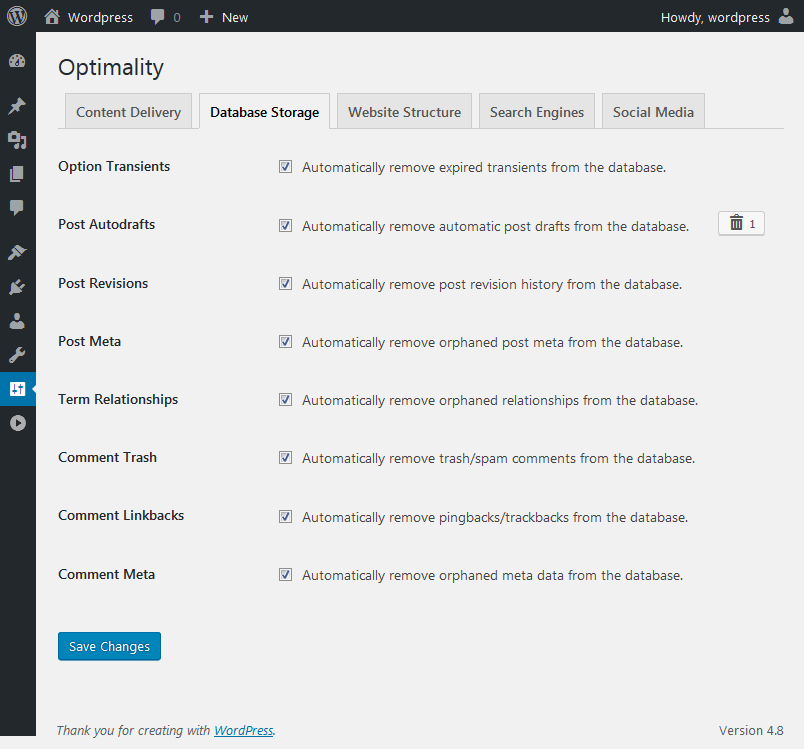 Wordpress 0 New Howdy, wordpress
Optimality
Content Delivery Database Storage Website Structure Search Engines Social Media
Option Transients Automatically remove expired transients from the database.
Post Autodrafts Automatically remove automatic post drafts from the database. 1
Post Revisions Automatically remove post revision history from the database.
Post Meta Automatically remove orphaned post meta from the database.
Term Relationships Automatically remove orphaned relationships from the database.
Comment Trash Automatically remove trash/spam comments from the database.
Comment Linkbacks Automatically remove pingbacks/trackbacks from the database.
Comment Meta Automatically remove orphaned meta data from the database.
Save Changes
Thank you for creating with WordPress. Version 4.8